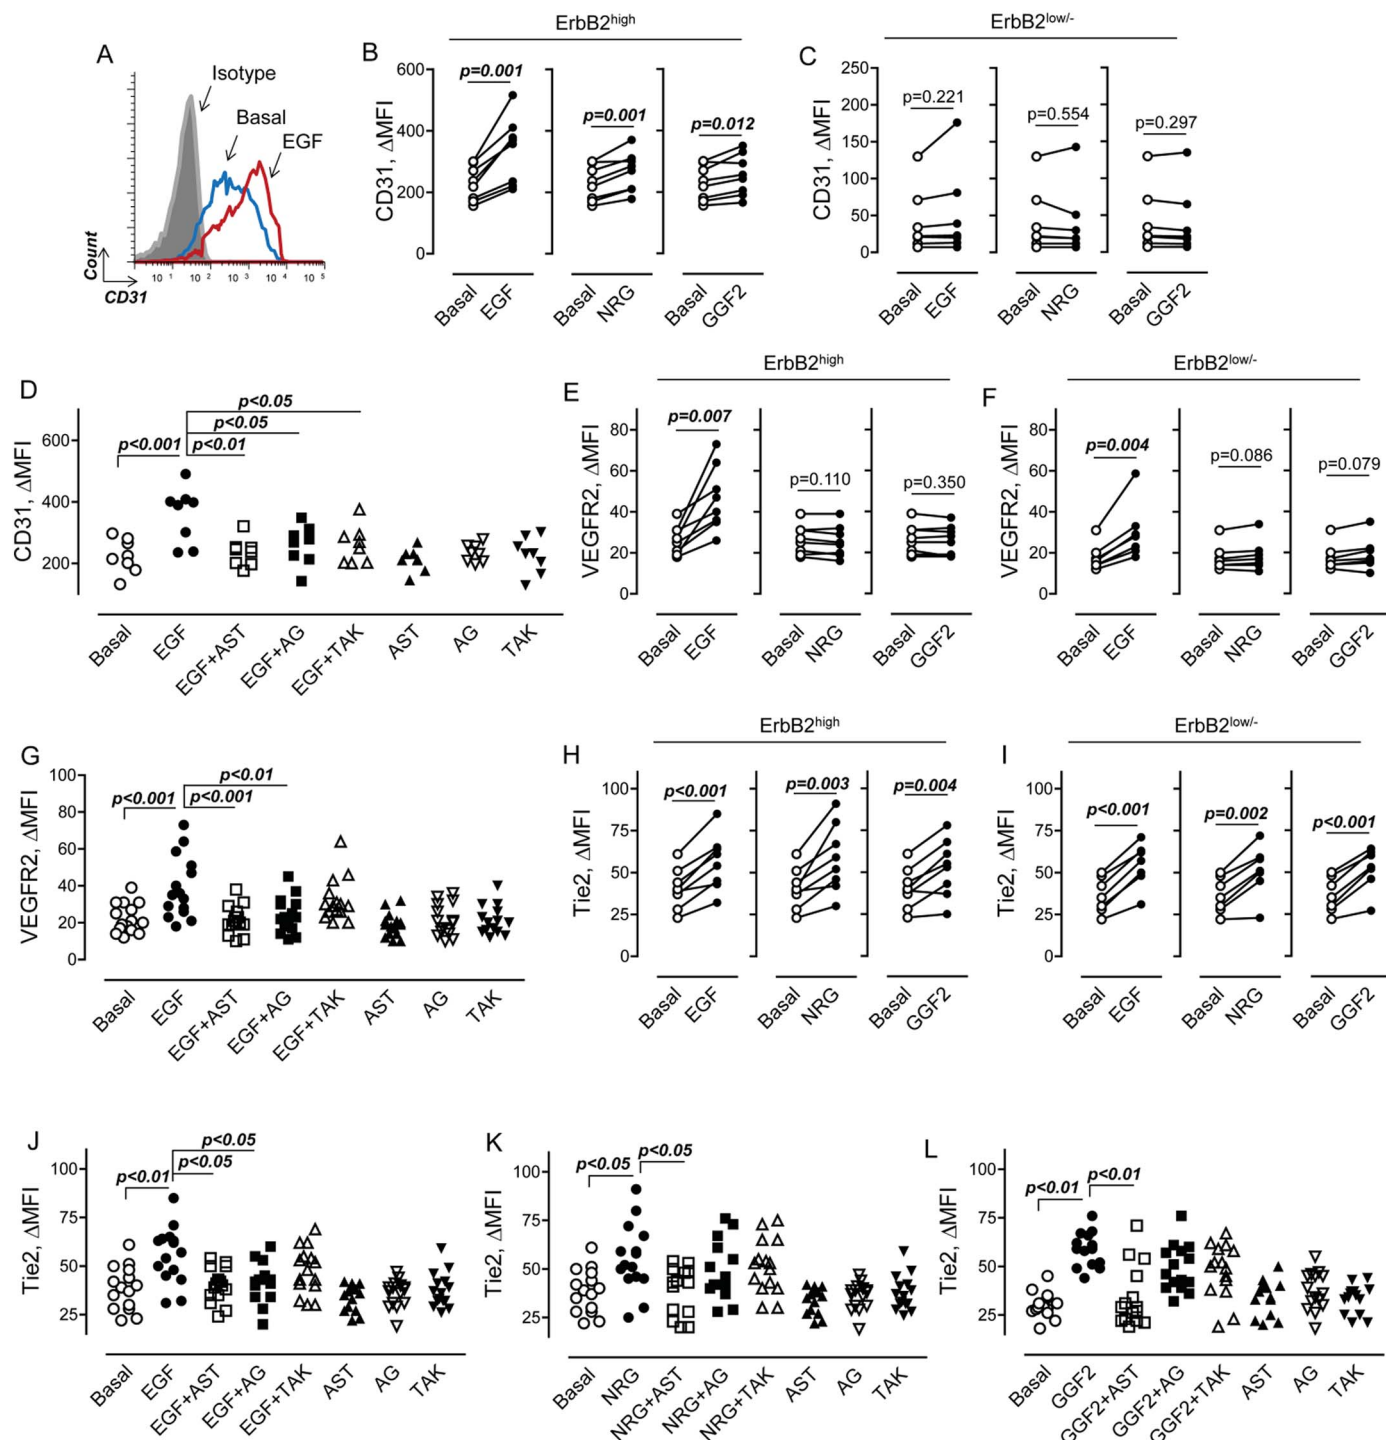 A
Isotype
Basal
EGF
Count
CD31
10 1 10 2 10 3 10 4 10 5
ErbB2high
B
CD31, ΔMFI
600
400
200
0
p=0.001
p=0.001
p=0.012
Basal
EGF
Basal
NRG
Basal
GGF2
ErbB2low/-
C
CD31, ΔMFI
250
200
150
100
50
0
p=0.221
p=0.554
p=0.297
Basal
EGF
Basal
NRG
Basal
GGF2
D
CD31, ΔMFI
600
400
200
p<0.05
p<0.05
p<0.001
p<0.01
Basal
EGF
EGF+AST
EGF+AG
EGF+TAK
AST
AG
TAK
ErbB2high
E
VEGFR2, ΔMFI
80
60
40
20
0
p=0.007
p=0.110
p=0.350
Basal
EGF
Basal
NRG
Basal
GGF2
ErbB2low/-
F
VEGFR2, ΔMFI
80
60
40
20
0
p=0.004
p=0.086
p=0.079
Basal
EGF
Basal
NRG
Basal
GGF2
G
VEGFR2, ΔMFI
100
80
60
40
20
0
p<0.01
p<0.001
p<0.001
Basal
EGF
EGF+AST
EGF+AG
EGF+TAK
AST
AG
TAK
ErbB2high
H
Tie2, ΔMFI
100
75
50
25
0
p<0.001
p=0.003
p=0.004
Basal
EGF
Basal
NRG
Basal
GGF2
ErbB2low/-
I
Tie2, ΔMFI
100
75
50
25
0
p<0.001
p=0.002
p<0.001
Basal
EGF
Basal
NRG
Basal
GGF2
J
Tie2, ΔMFI
100
75
50
25
p<0.05
p<0.05
p<0.01
Basal
EGF
EGF+AST
EGF+AG
EGF+TAK
AST
AG
TAK
K
Tie2, ΔMFI
100
75
50
25
p<0.05
p<0.05
Basal
NRG
NRG+AST
NRG+AG
NRG+TAK
AST
AG
TAK
L
Tie2, ΔMFI
100
75
50
25
p<0.01
p<0.01
Basal
GGF2
GGF2+AST
GGF2+AG
GGF2+TAK
AST
AG
TAK